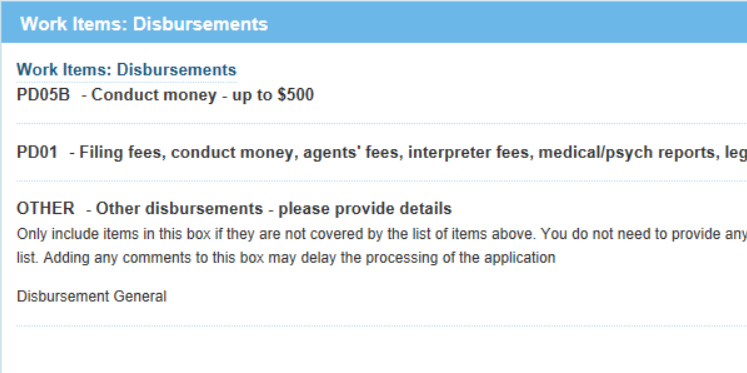 Work Items: Disbursements
Work Items: Disbursements
PD05B - Conduct money - up to $500
PD01 - Filing fees, conduct money, agents' fees, interpreter fees, medical/psych reports, leg
OTHER - Other disbursements - please provide details
Only include items in this box if they are not covered by the list of items above. You do not need to provide any
list. Adding any comments to this box may delay the processing of the application
Disbursement General